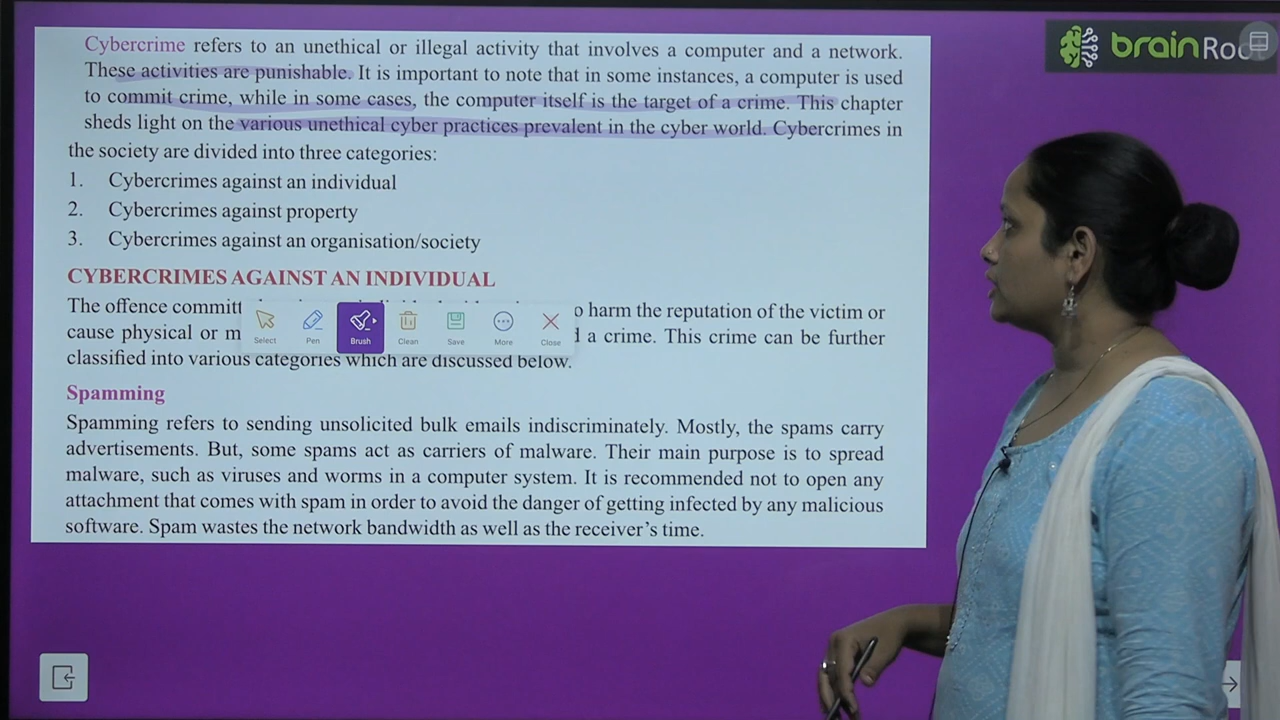 brainRoo
Cybercrime refers to an unethical or illegal activity that involves a computer and a network.
These activities are punishable. It is important to note that in some instances, a computer is used
to commit crime, while in some cases, the computer itself is the target of a crime. This chapter
sheds light on the various unethical cyber practices prevalent in the cyber world. Cybercrimes in
the society are divided into three categories:
1. Cybercrimes against an individual
2. Cybercrimes against property
3. Cybercrimes against an organisation/society
CYBERCRIMES AGAINST AN INDIVIDUAL
The offence committ o harm the reputation of the victim or
cause physical or m a crime. This crime can be further
Select Pen Brush Clean Save More Close
classified into various categories which are discussed below.
Spamming
Spamming refers to sending unsolicited bulk emails indiscriminately. Mostly, the spams carry
advertisements. But, some spams act as carriers of malware. Their main purpose is to spread
malware, such as viruses and worms in a computer system. It is recommended not to open any
attachment that comes with spam in order to avoid the danger of getting infected by any malicious
software. Spam wastes the network bandwidth as well as the receiver's time.